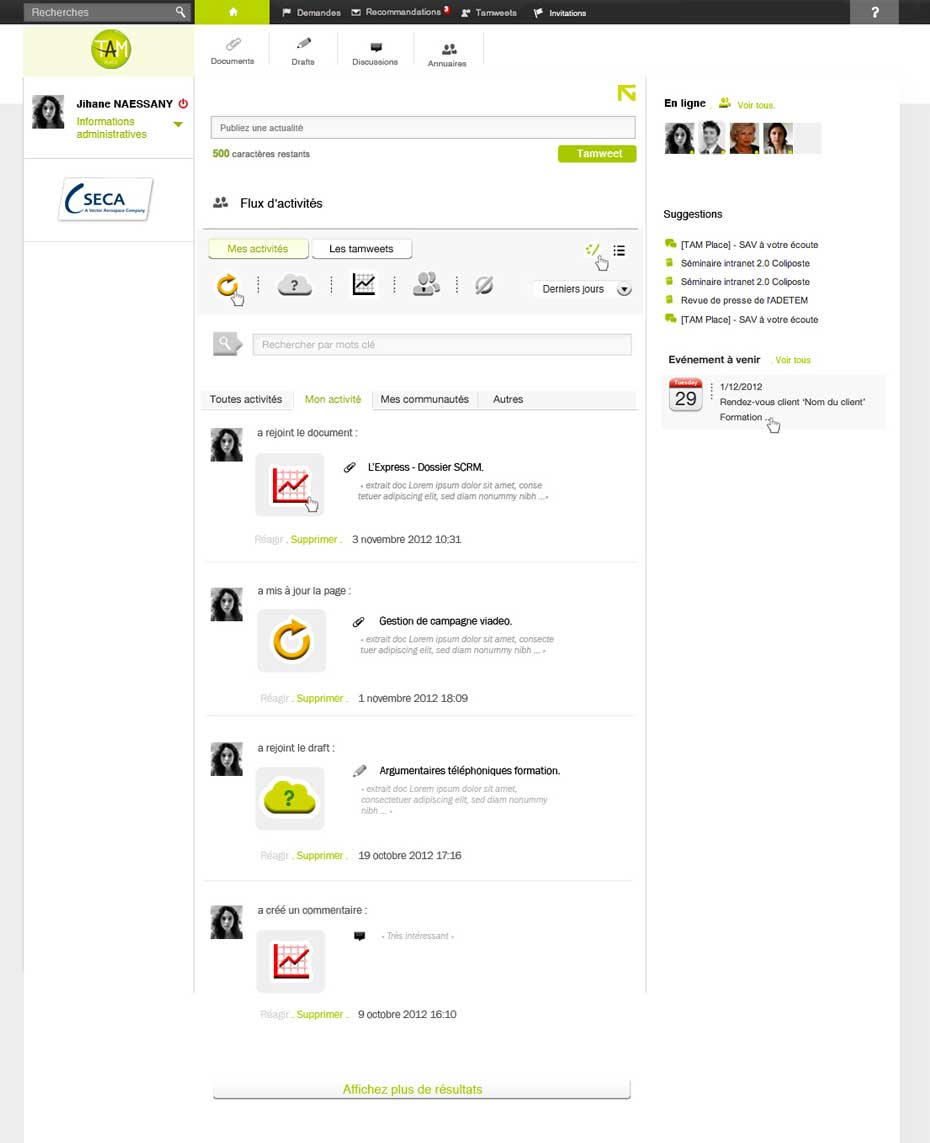 Recherches
Demandes
Recommandations 3
Tamweets
Invitations
?
TAM
PLACE
Documents
Drafts
Discussions
Annuaires
Jihane NAESSANY
Informations
administratives
SECA
A Vector Aerospace Company
Publiez une actualité
500 caractères restants
Tamweet
Flux d'activités
Mes activités
Les tamweets
?
Derniers jours
Rechercher par mots clé
Toutes activités
Mon activité
Mes communautés
Autres
a rejoint le document :
L'Express - Dossier SCRM.
« extrait doc Lorem ipsum dolor sit amet, conse
tetuer adipiscing elit, sed diam nonummy nibh ...»
Réagir . Supprimer . 3 novembre 2012 10:31
a mis à jour la page :
Gestion de campagne viadeo.
« extrait doc Lorem ipsum dolor sit amet, consecte
tuer adipiscing elit, sed diam nonummy nibh ... »
Réagir . Supprimer . 1 novembre 2012 18:09
a rejoint le draft :
?
Argumentaires téléphoniques formation.
« extrait doc Lorem ipsum dolor sit amet,
consectetuer adipiscing elit, sed diam nonummy
nibh ... »
Réagir . Supprimer . 19 octobre 2012 17:16
a créé un commentaire :
« Très intéressant »
Réagir . Supprimer . 9 octobre 2012 16:10
Affichez plus de résultats
En ligne . Voir tous.
Suggestions
[TAM Place] - SAV à votre écoute
Séminaire intranet 2.0 Coliposte
Séminaire intranet 2.0 Coliposte
Revue de presse de l'ADETEM
[TAM Place] - SAV à votre écoute
Evénement à venir . Voir tous
Tuesday
29
1/12/2012
Rendez-vous client 'Nom du client'
Formation ...